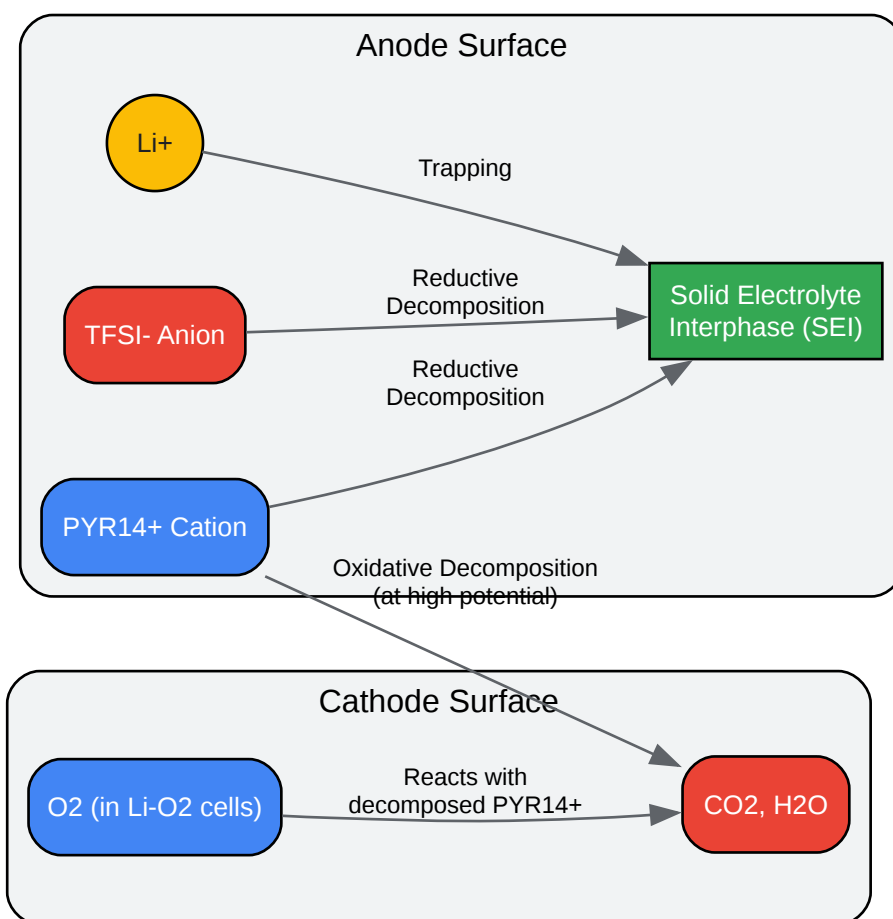 Anode Surface
Li+
Trapping
Reductive
Decomposition
Solid Electrolyte
Interphase (SEI)
TFSI- Anion
Reductive
Decomposition
PYR14+ Cation
Oxidative Decomposition
(at high potential)
Cathode Surface
O2 (in Li-O2 cells)
Reacts with
decomposed PYR14+
CO2, H2O